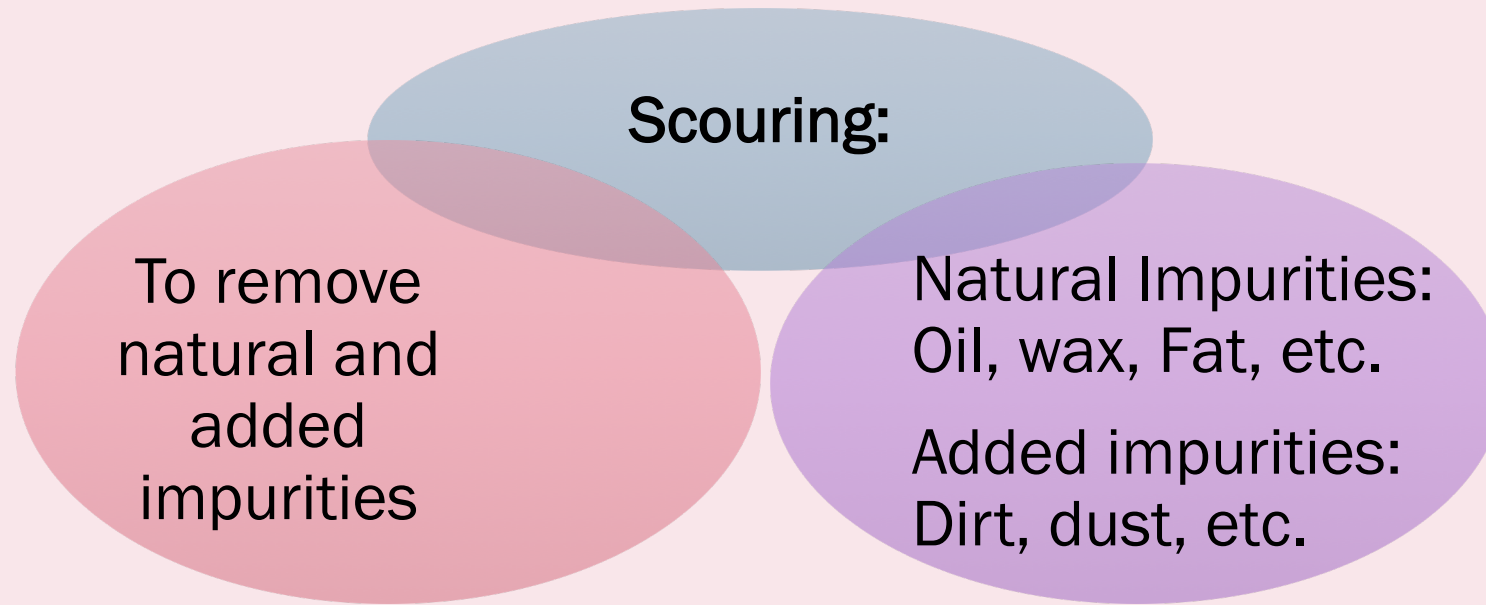 Scouring:
To remove
natural and
added
impurities
Natural Impurities:
Oil, wax, Fat, etc.
Added impurities:
Dirt, dust, etc.